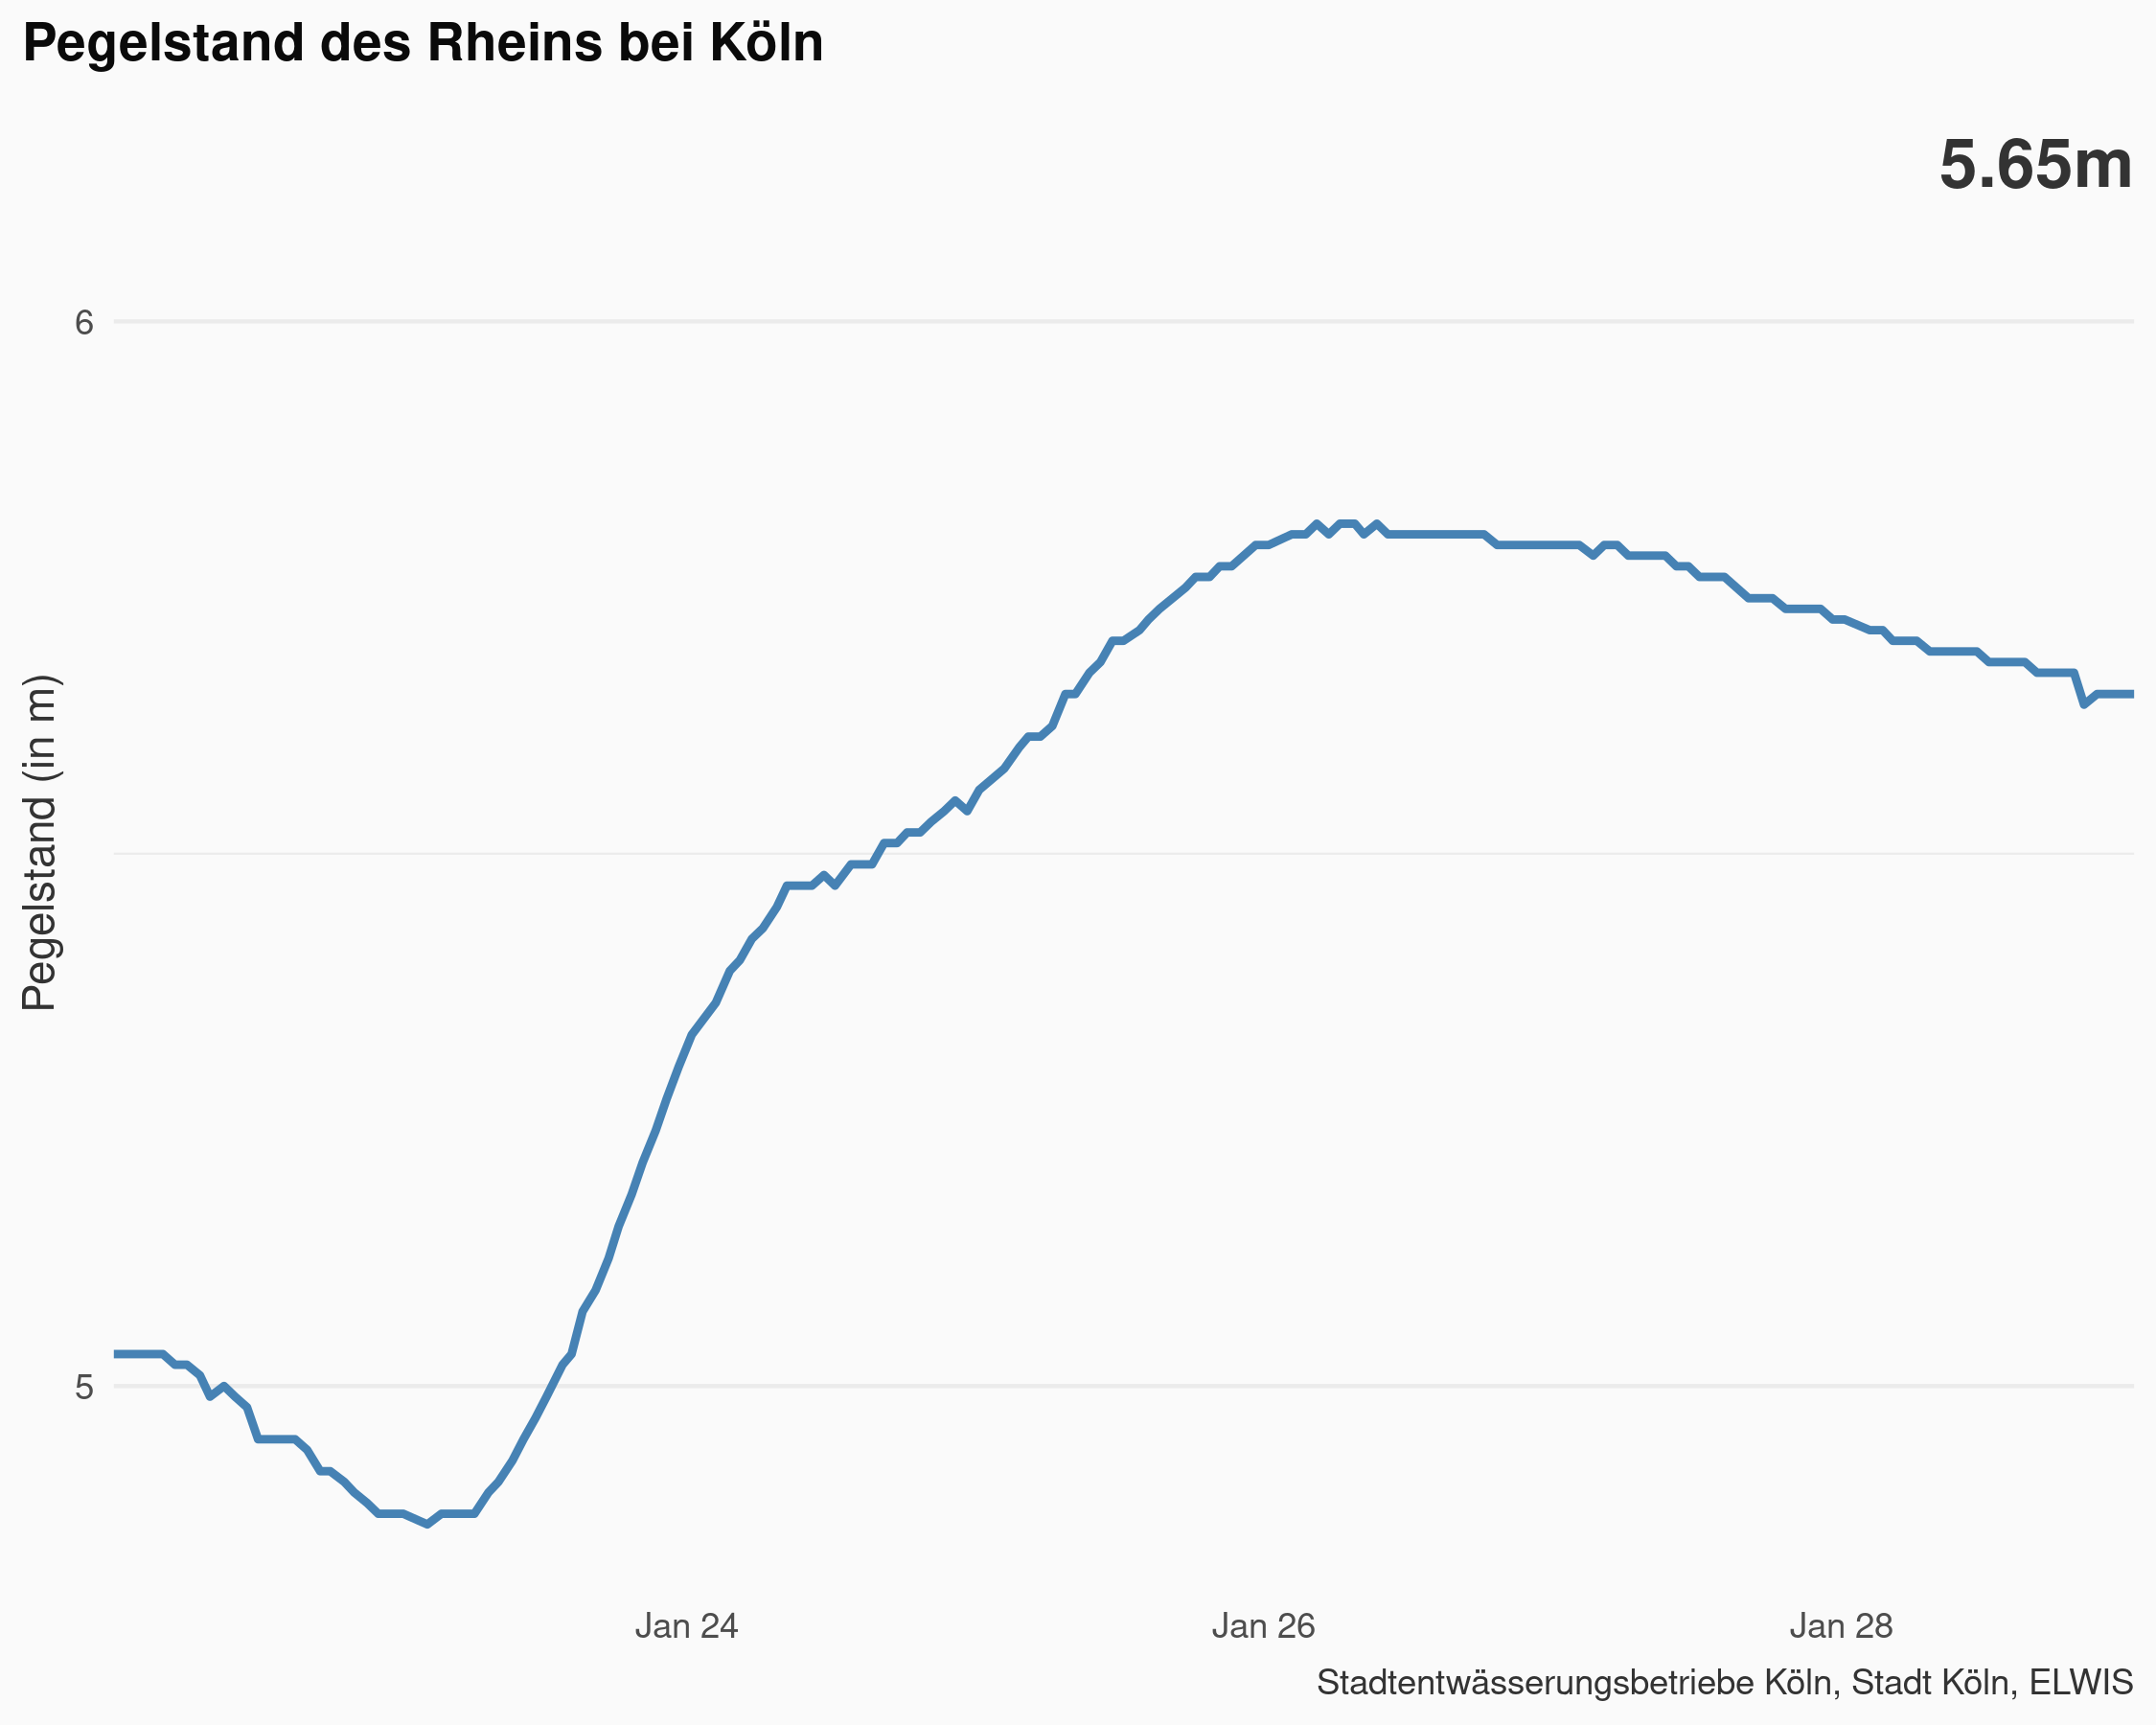 Pegelstand des Rheins bei Köln
5.65m
6
Pegelstand (in m)
5
Jan 24
Jan 26
Jan 28
Stadtentwässerungsbetriebe Köln, Stadt Köln, ELWIS